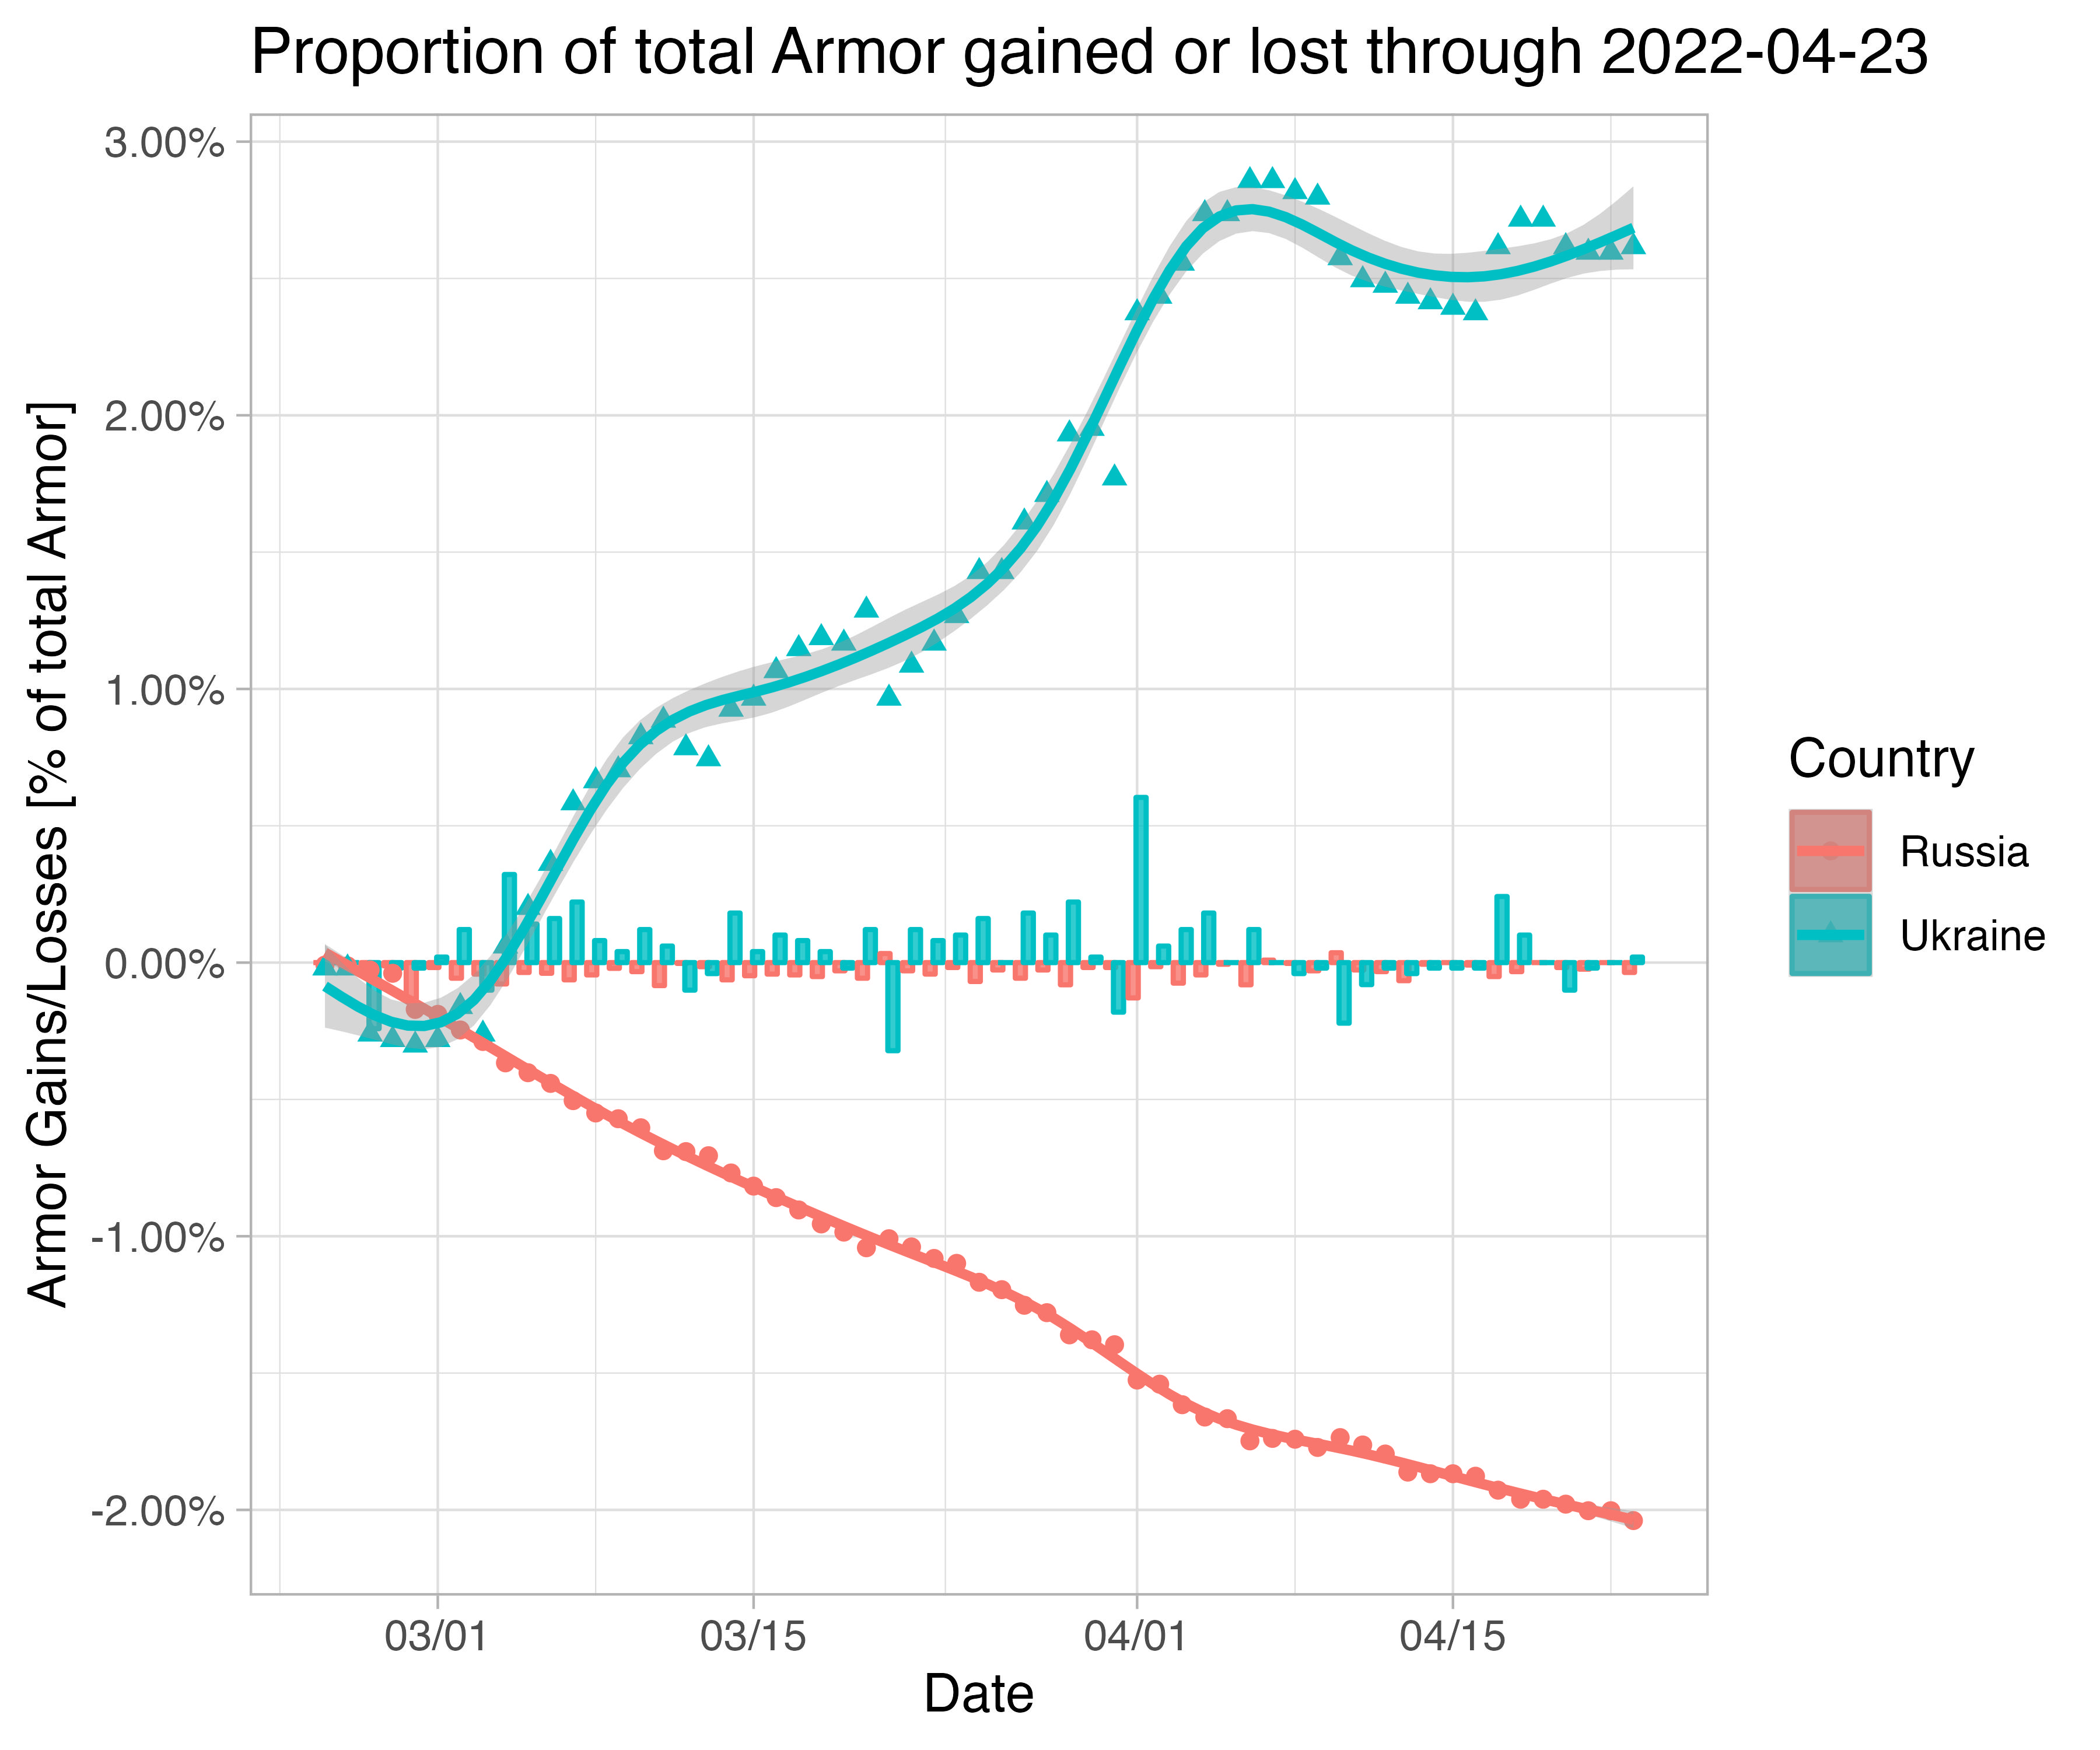 Proportion of total Armor gained or lost through 2022-04-23
Armor Gains/Losses [% of total Armor]
3.00%
2.00%
1.00%
0.00%
-1.00%
-2.00%
03/01
03/15
04/01
04/15
Date
Country
Russia
Ukraine